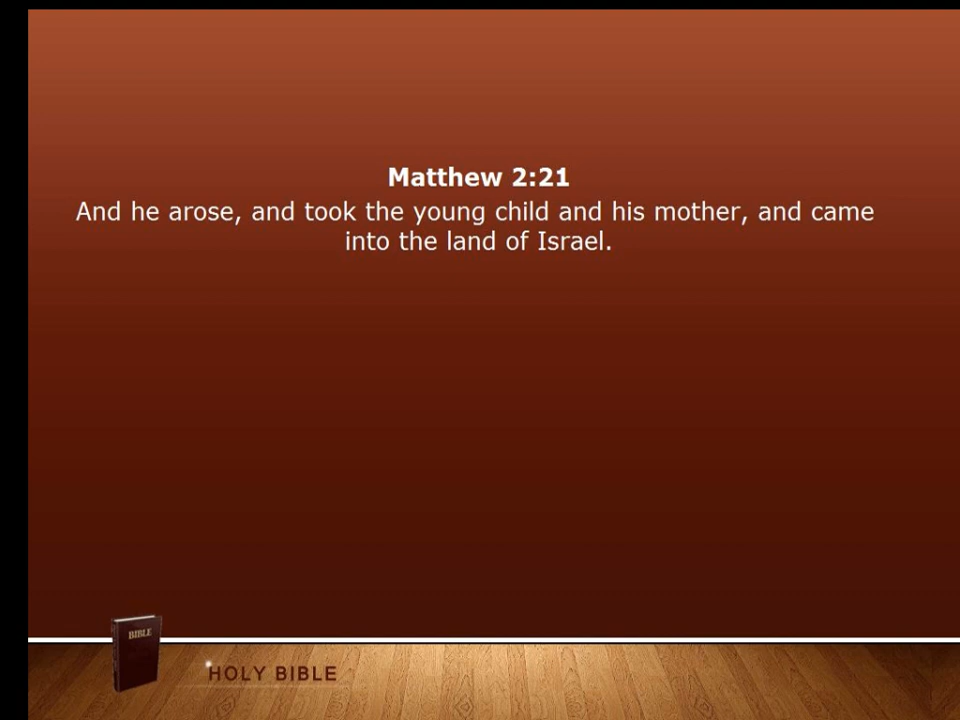 Matthew 2:21
And he arose, and took the young child and his mother, and came
into the land of Israel.
BIBLE
HOLY BIBLE